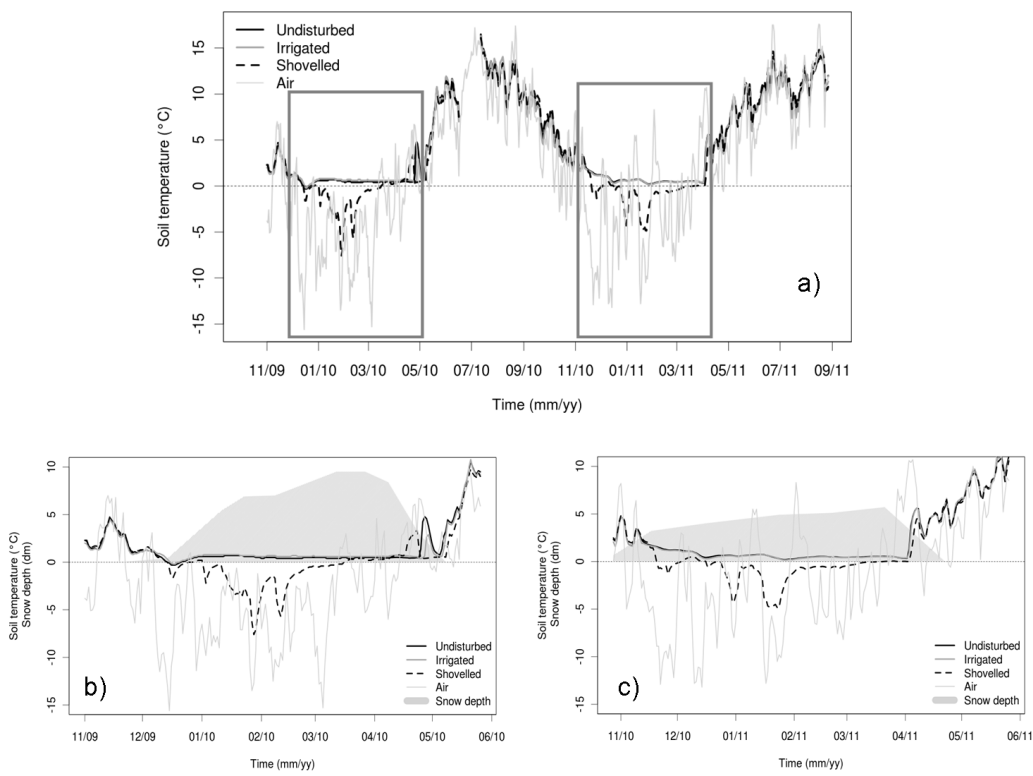 Undisturbed
Irrigated
Shovelled
Air
Soil temperature (°C)
15
10
5
0
-5
-10
-15
a)
11/09 01/10 03/10 05/10 07/10 09/10 11/10 01/11 03/11 05/11 07/11 09/11
Time (mm/yy)
Soil temperature (°C)
Snow depth (dm)
10
5
0
-5
-10
-15
Undisturbed
Irrigated
Shovelled
Air
Snow depth
b)
11/09 12/09 01/10 02/10 03/10 04/10 05/10 06/10
Time (mm/yy)
Soil temperature (°C)
Snow depth (dm)
10
5
0
-5
-10
-15
Undisturbed
Irrigated
Shovelled
Air
Snow depth
c)
11/10 12/10 01/11 02/11 03/11 04/11 05/11 06/11
Time (mm/yy)